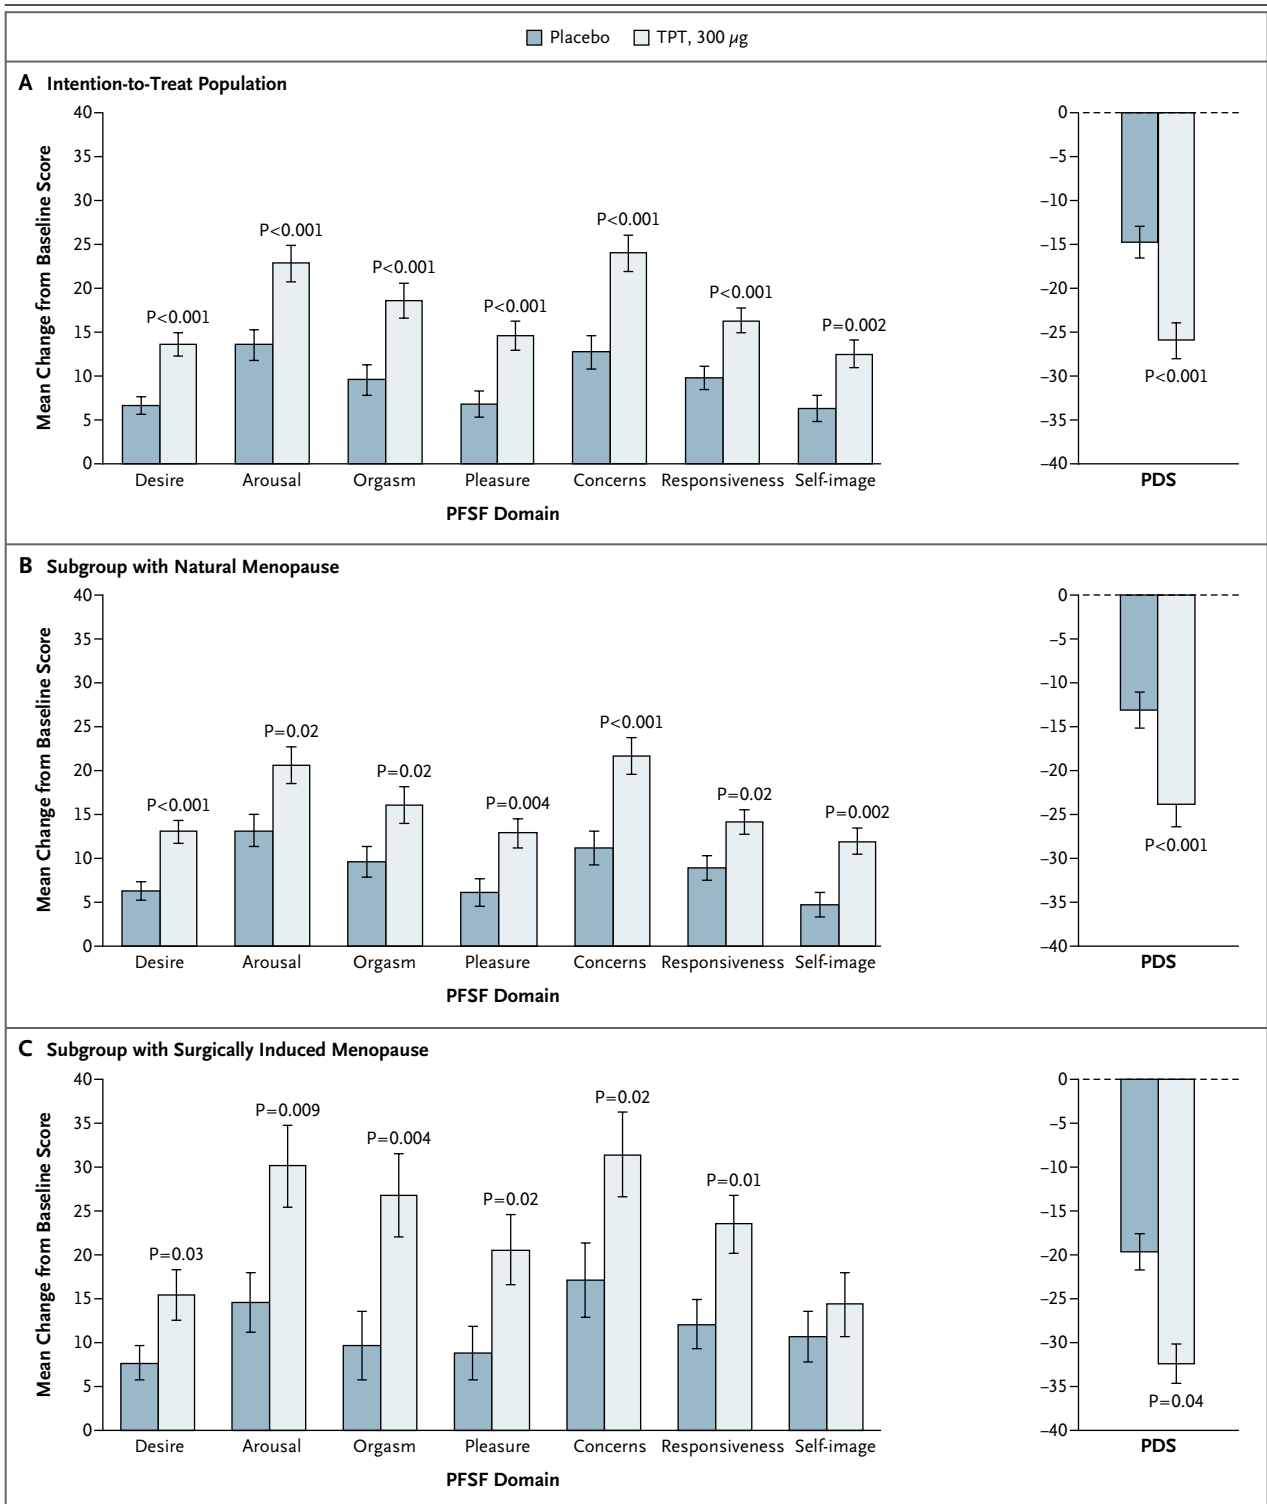 Placebo TPT, 300 µg
A Intention-to-Treat Population
Mean Change from Baseline Score
40
35
30
25
20
15
10
5
0
P<0.001
P<0.001
P<0.001
P<0.001
P<0.001
P<0.001
P=0.002
Desire Arousal Orgasm Pleasure Concerns Responsiveness Self-image
PFSF Domain
0
–5
–10
–15
–20
–25
–30
–35
–40
P<0.001
PDS
B Subgroup with Natural Menopause
Mean Change from Baseline Score
40
35
30
25
20
15
10
5
0
P<0.001
P=0.02
P=0.02
P=0.004
P<0.001
P=0.02
P=0.002
Desire Arousal Orgasm Pleasure Concerns Responsiveness Self-image
PFSF Domain
0
–5
–10
–15
–20
–25
–30
–35
–40
P<0.001
PDS
C Subgroup with Surgically Induced Menopause
Mean Change from Baseline Score
40
35
30
25
20
15
10
5
0
P=0.03
P=0.009
P=0.004
P=0.02
P=0.02
P=0.01
Desire Arousal Orgasm Pleasure Concerns Responsiveness Self-image
PFSF Domain
0
–5
–10
–15
–20
–25
–30
–35
–40
P=0.04
PDS